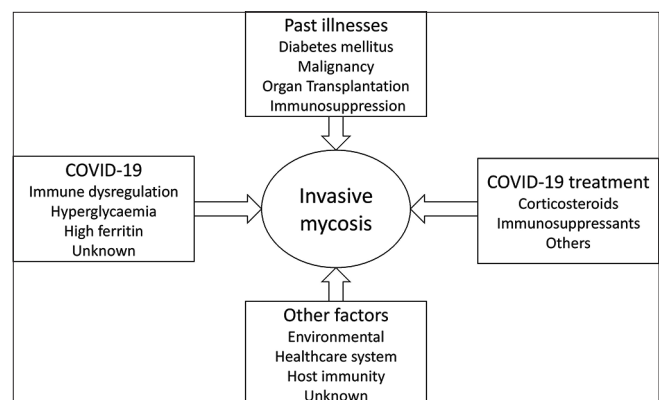 Past illnesses
Diabetes mellitus
Malignancy
Organ Transplantation
Immunosuppression
COVID-19
Immune dysregulation
Hyperglycaemia
High ferritin
Unknown
Invasive
mycosis
COVID-19 treatment
Corticosteroids
Immunosuppressants
Others
Other factors
Environmental
Healthcare system
Host immunity
Unknown